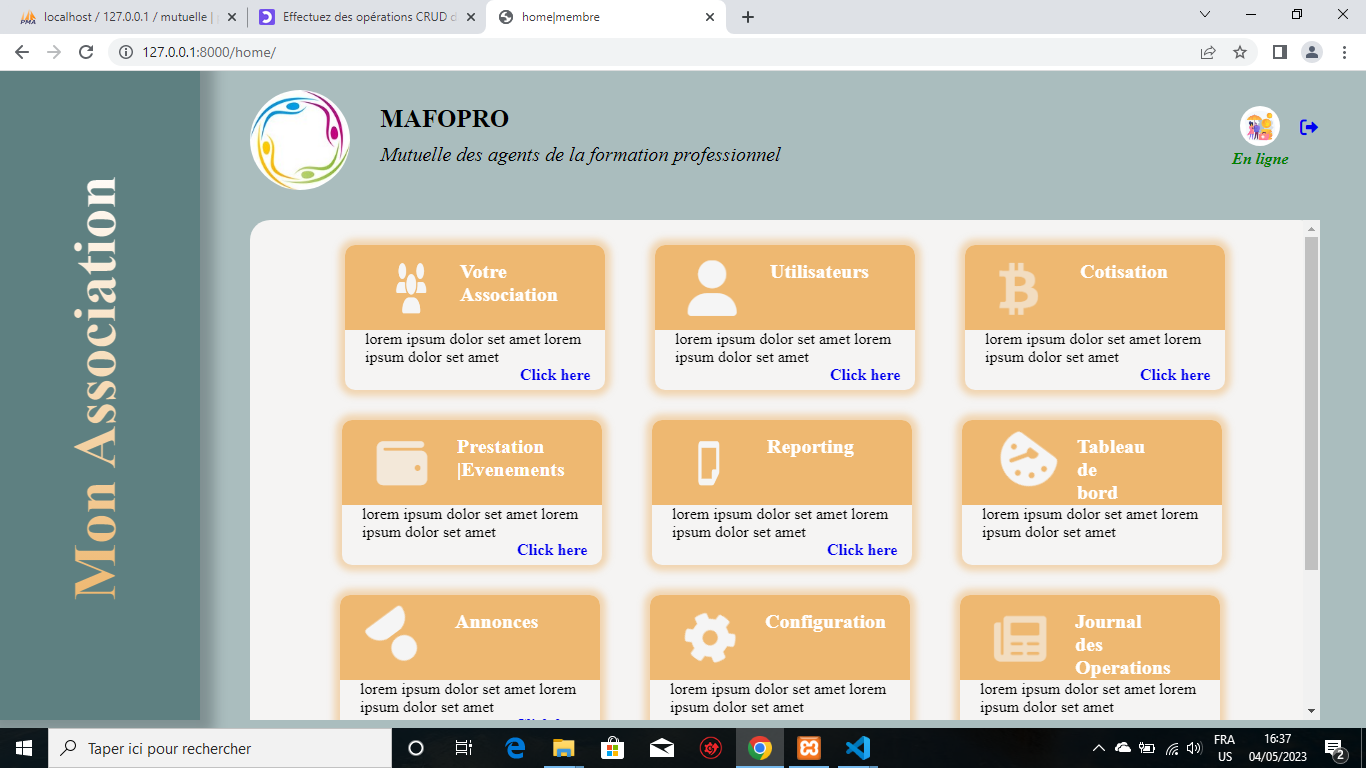 localhost / 127.0.0.1 / mutuelle |
Effectuez des opérations CRUD d
home|membre
127.0.0.1:8000/home/
Mon Association
MAFOPRO
Mutuelle des agents de la formation professionnel
En ligne
Votre
Association
lorem ipsum dolor set amet lorem
ipsum dolor set amet
Click here
Utilisateurs
lorem ipsum dolor set amet lorem
ipsum dolor set amet
Click here
Cotisation
lorem ipsum dolor set amet lorem
ipsum dolor set amet
Click here
Prestation
|Evenements
lorem ipsum dolor set amet lorem
ipsum dolor set amet
Click here
Reporting
lorem ipsum dolor set amet lorem
ipsum dolor set amet
Click here
Tableau
de
bord
lorem ipsum dolor set amet lorem
ipsum dolor set amet
Annonces
lorem ipsum dolor set amet lorem
ipsum dolor set amet
Configuration
lorem ipsum dolor set amet lorem
ipsum dolor set amet
Journal
des
Operations
lorem ipsum dolor set amet lorem
ipsum dolor set amet
Taper ici pour rechercher
FRA
US
16:37
04/05/2023
2